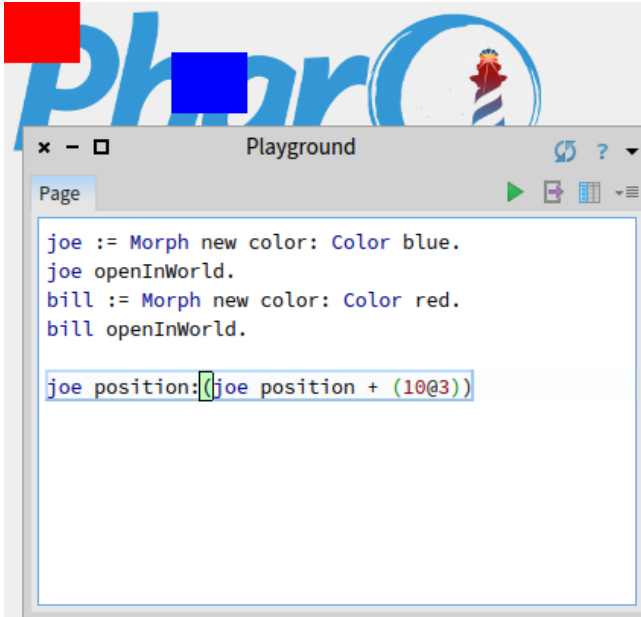 Pharo
x - □ Playground ?
Page
joe := Morph new color: Color blue.
joe openInWorld.
bill := Morph new color: Color red.
bill openInWorld.
joe position:(joe position + (10@3))